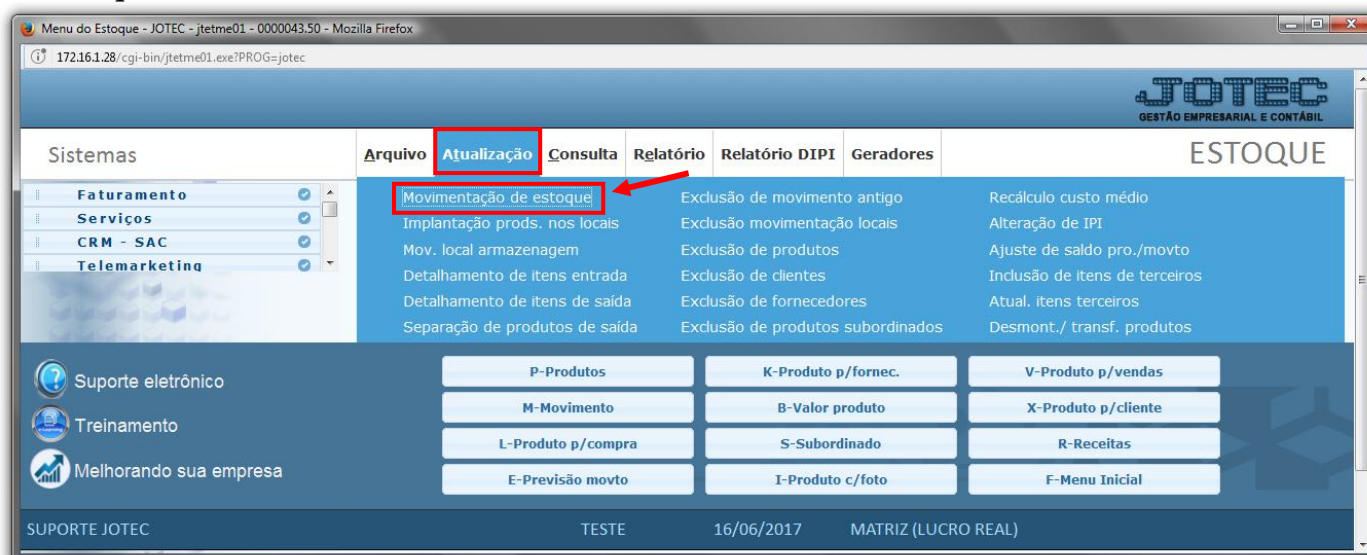 Menu do Estoque - JOTEC - jtetme01 - 0000043.50 - Mozilla Firefox
172.16.1.28/cgi-bin/jtetme01.exe?PROG=jotec
JOTEC
GESTÃO EMPRESARIAL E CONTÁBIL
Sistemas
Arquivo Atualização Consulta Relatório Relatório DIPI Geradores
ESTOQUE
Faturamento
Serviços
CRM - SAC
Telemarketing
Movimentação de estoque Exclusão de movimento antigo Recálculo custo médio
Implantação prods. nos locais Exclusão movimentação locais Alteração de IPI
Mov. local armazenagem Exclusão de produtos Ajuste de saldo pro./movto
Detalhamento de itens entrada Exclusão de clientes Inclusão de itens de terceiros
Detalhamento de itens de saída Exclusão de fornecedores Atual. itens terceiros
Separação de produtos de saída Exclusão de produtos subordinados Desmont./ transf. produtos
Suporte eletrônico
Treinamento
Melhorando sua empresa
P-Produtos K-Produto p/fornec. V-Produto p/vendas
M-Movimento B-Valor produto X-Produto p/cliente
L-Produto p/compra S-Subordinado R-Receitas
E-Previsão movto I-Produto c/foto F-Menu Inicial
SUPORTE JOTEC TESTE 16/06/2017 MATRIZ (LUCRO REAL)